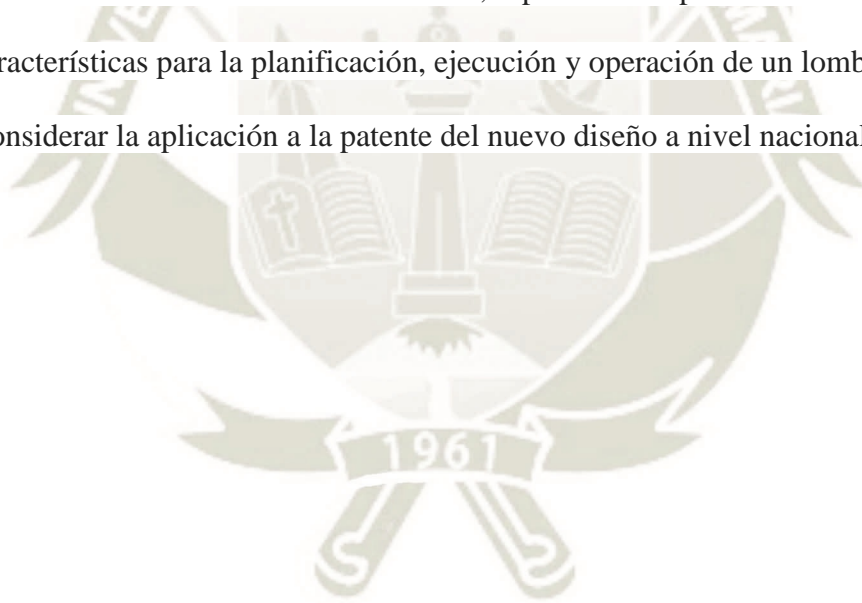 racterísticas para la planificación, ejecución y operación de un lomb
onsiderar la aplicación a la patente del nuevo diseño a nivel nacional
1961